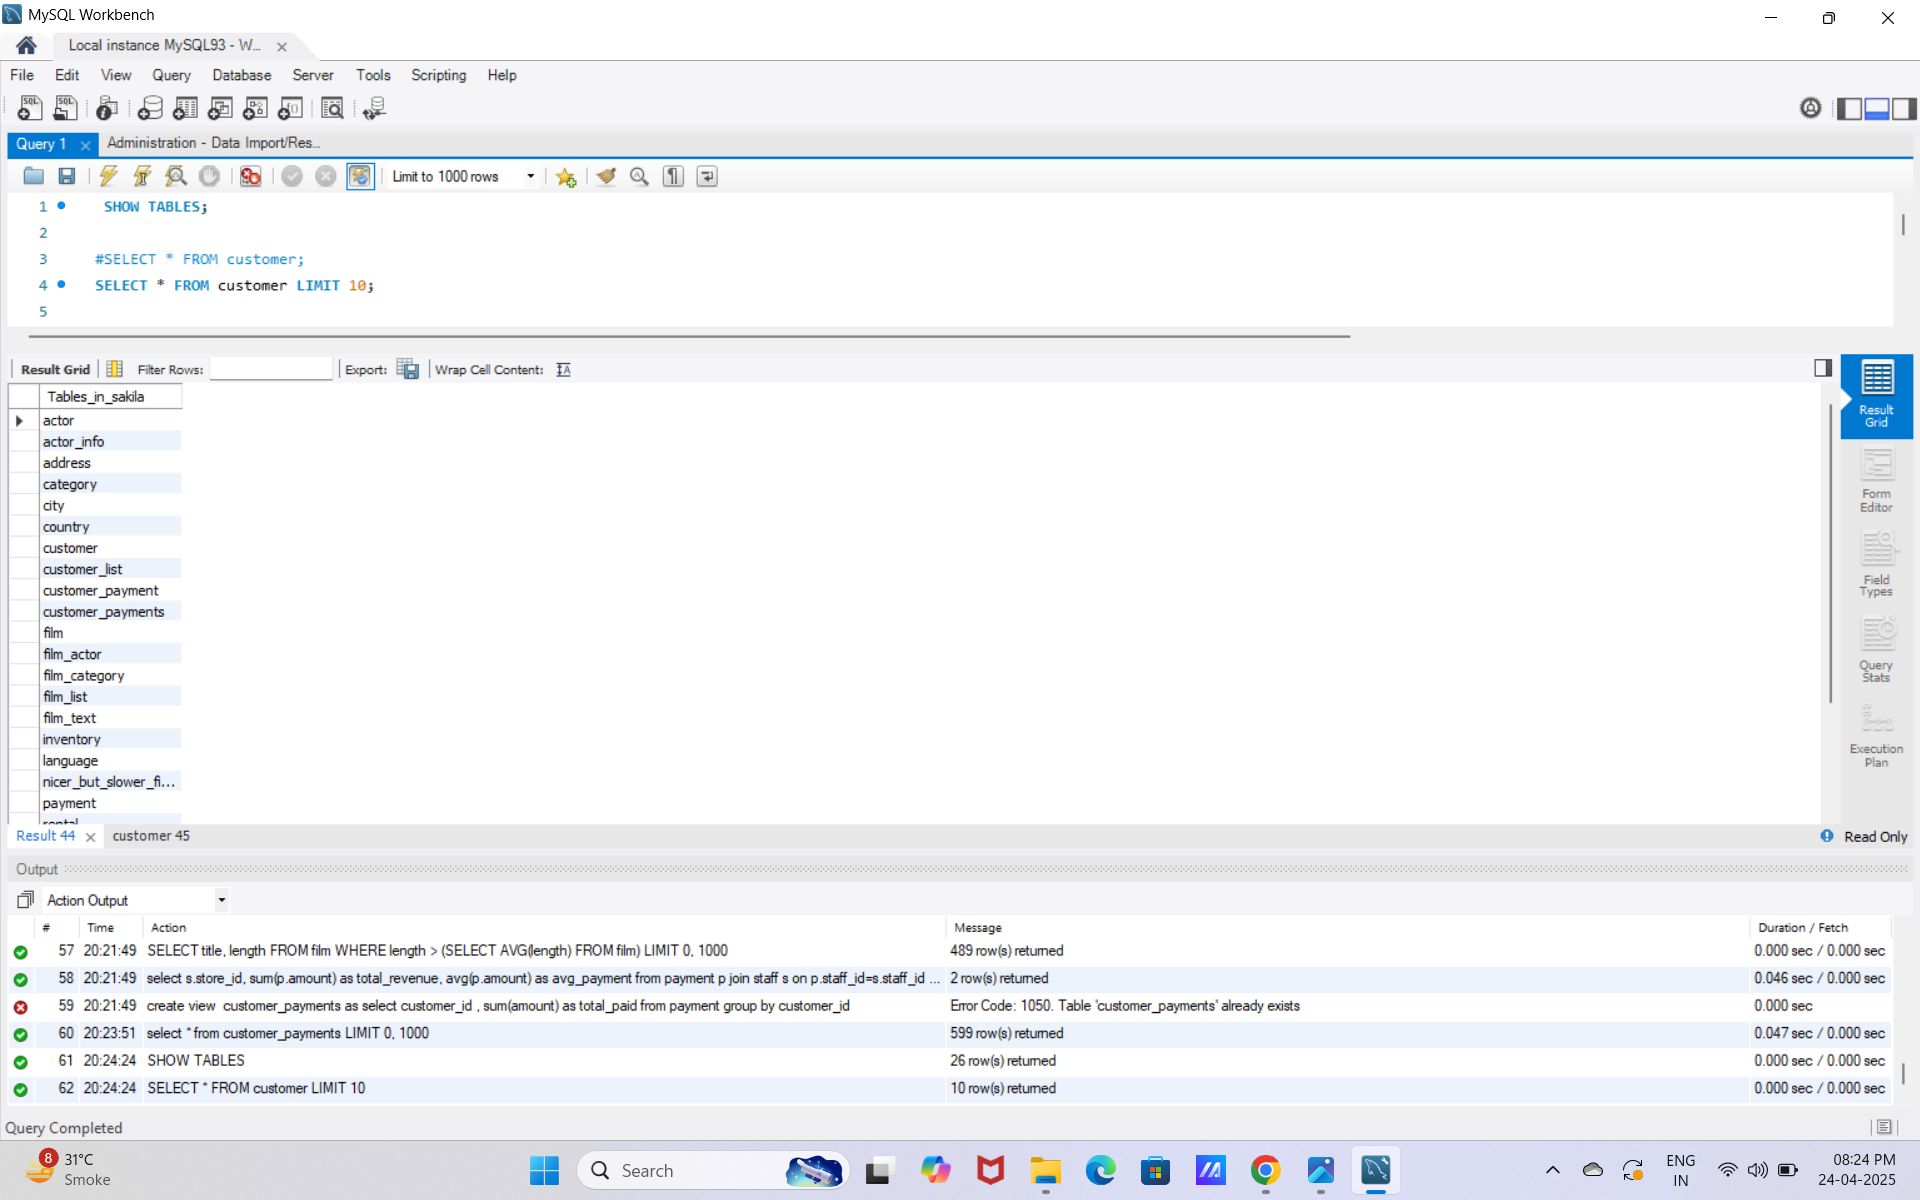 MySQL Workbench
Local instance MySQL93 - W...
File Edit View Query Database Server Tools Scripting Help
Query 1 Administration - Data Import/Res...
Limit to 1000 rows
1 SHOW TABLES;
2
3 #SELECT * FROM customer;
4 SELECT * FROM customer LIMIT 10;
5
Result Grid Filter Rows: Export: Wrap Cell Content:
Tables_in_sakila
actor
actor_info
address
category
city
country
customer
customer_list
customer_payment
customer_payments
film
film_actor
film_category
film_list
film_text
inventory
language
nicer_but_slower_fi...
payment
rental
Result Grid
Form Editor
Field Types
Query Stats
Execution Plan
Result 44 customer 45 Read Only
Output
Action Output
# Time Action Message Duration / Fetch
57 20:21:49 SELECT title, length FROM film WHERE length > (SELECT AVG(length) FROM film) LIMIT 0, 1000 489 row(s) returned 0.000 sec / 0.000 sec
58 20:21:49 select s.store_id, sum(p.amount) as total_revenue, avg(p.amount) as avg_payment from payment p join staff s on p.staff_id=s.staff_id ... 2 row(s) returned 0.046 sec / 0.000 sec
59 20:21:49 create view customer_payments as select customer_id , sum(amount) as total_paid from payment group by customer_id Error Code: 1050. Table 'customer_payments' already exists 0.000 sec
60 20:23:51 select * from customer_payments LIMIT 0, 1000 599 row(s) returned 0.047 sec / 0.000 sec
61 20:24:24 SHOW TABLES 26 row(s) returned 0.000 sec / 0.000 sec
62 20:24:24 SELECT * FROM customer LIMIT 10 10 row(s) returned 0.000 sec / 0.000 sec
Query Completed
8 31°C
Smoke
Search
ENG
IN
08:24 PM
24-04-2025